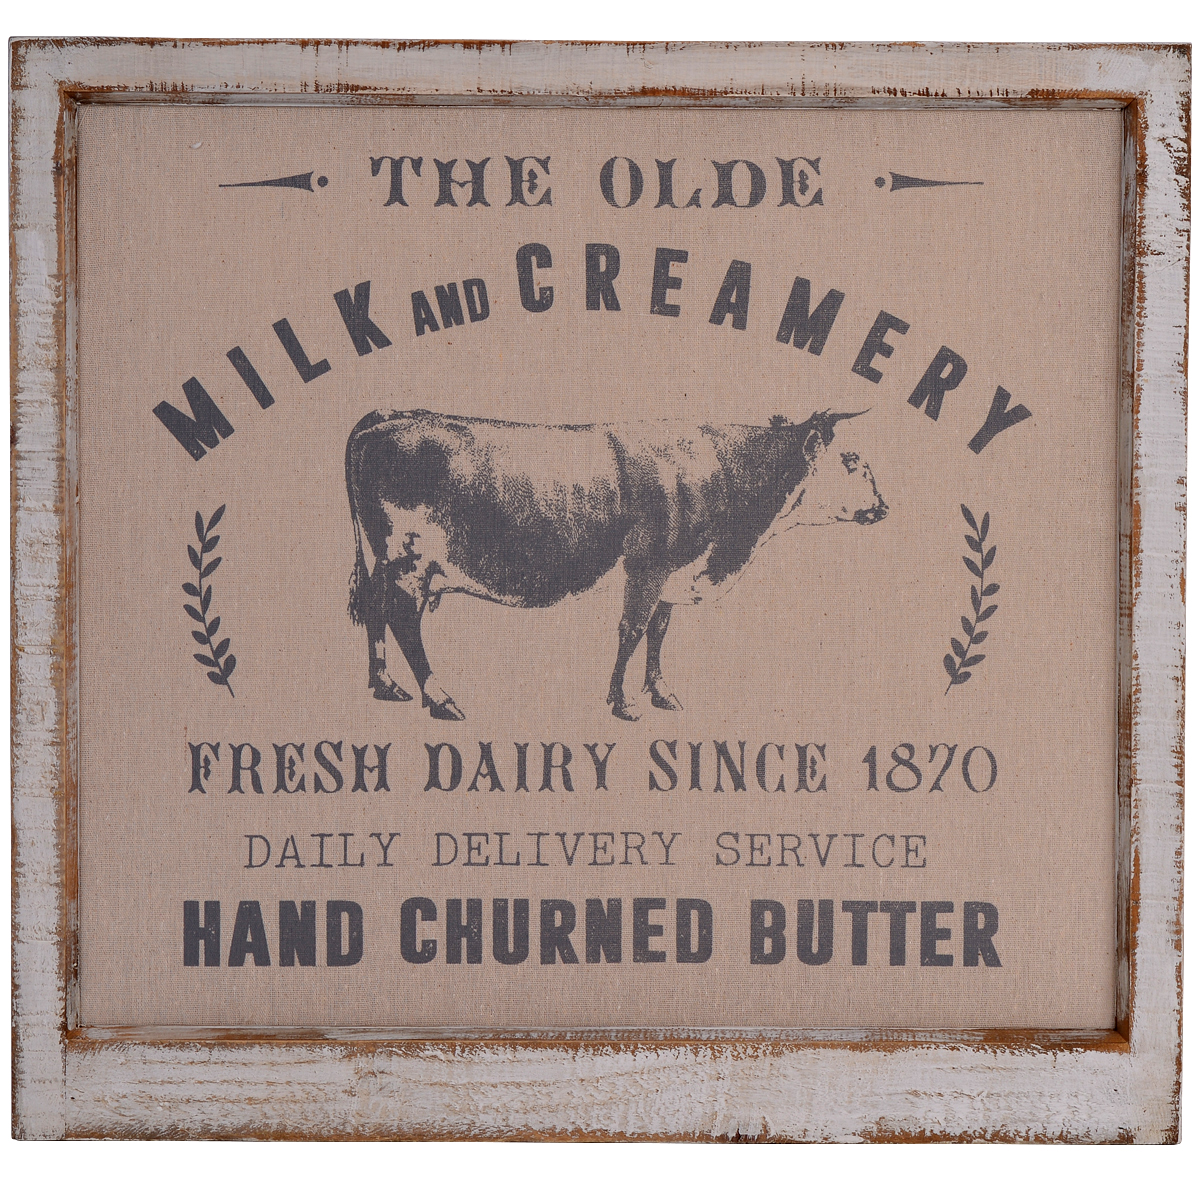 THE OLDE
MILK AND CREAMERY
FRESH DAIRY SINCE 1870
DAILY DELIVERY SERVICE
HAND CHURNED BUTTER